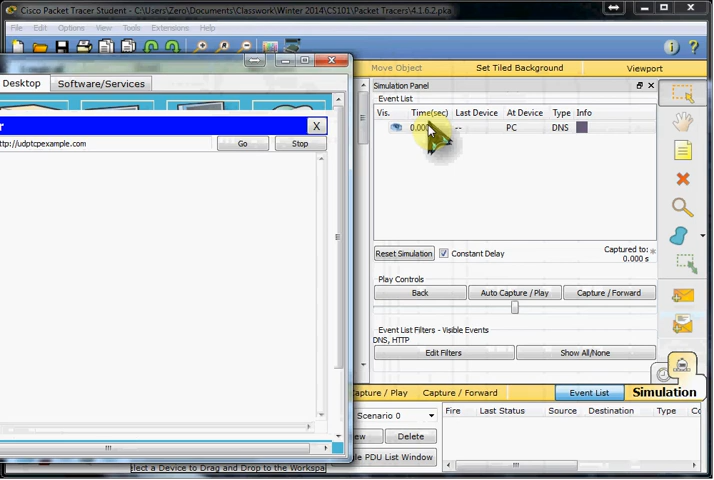 Cisco Packet Tracer Student - C:\Users\Zero\Documents\Classwork\Winter 2014\CS101\Packet Tracers\4.1.6.2.pka
File Edit Options View Tools Extensions Help
Move Object Set Tiled Background Viewport
Desktop Software/Services
X
http://udptcpexample.com Go Stop
Simulation Panel
Event List
Vis. Time(sec) Last Device At Device Type Info
0.00 -- PC DNS
Reset Simulation Constant Delay Captured to: *
0.000 s
Play Controls
Back Auto Capture / Play Capture / Forward
Event List Filters - Visible Events
DNS, HTTP
Edit Filters Show All/None
Capture / Play Capture / Forward Event List Simulation
Scenario 0 Fire Last Status Source Destination Type
Delete
PDU List Window
Select a Device to Drag and Drop to the Workspa